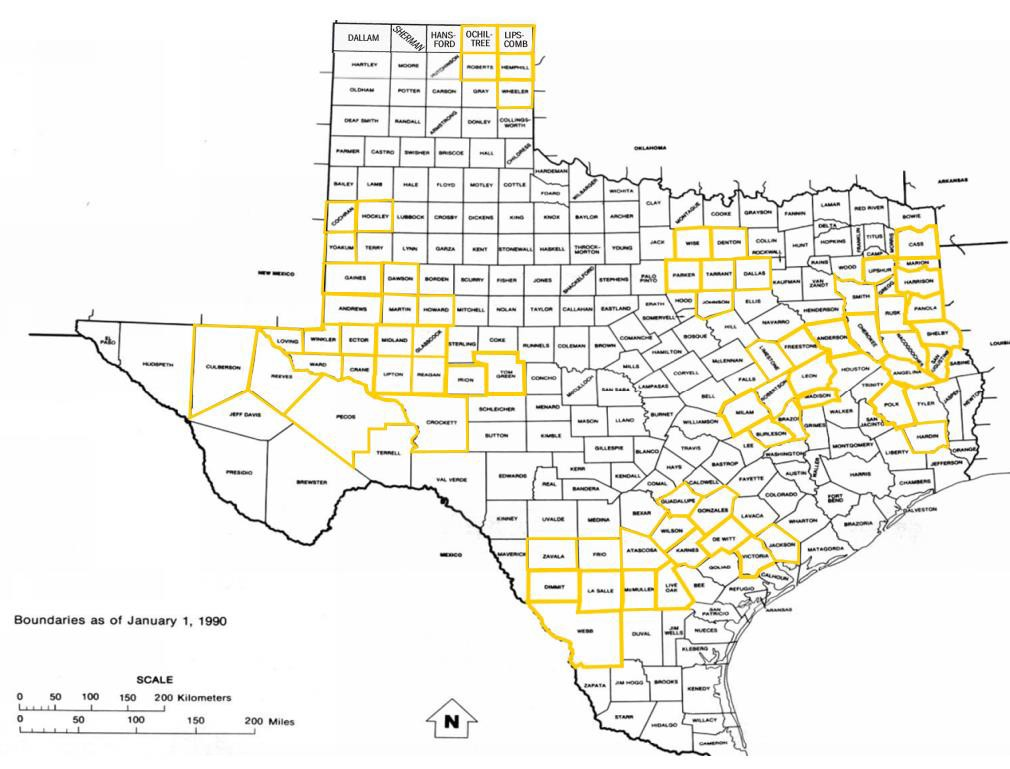 DALLAM SHERMAN HANS-FORD OCHIL-TREE LIPS-COMB
HARTLEY MOORE HUTCHINSON ROBERTS HEMPHILL
OLDHAM POTTER CARSON GRAY WHEELER
DEAF SMITH RANDALL ARMSTRONG DONLEY COLLINGS-WORTH
PARMER CASTRO SWISHER BRISCOE HALL CHILDRESS
OKLAHOMA
HARDEMAN
BAILEY LAMB HALE FLOYD MOTLEY COTTLE FOARD WILBARGER WICHITA
ARKANSAS
CLAY MONTAGUE COOKE GRAYSON FANNIN LAMAR RED RIVER BOWIE
COCHRAN HOCKLEY LUBBOCK CROSBY DICKENS KING KNOX BAYLOR ARCHER
DELTA FRANKLIN TITUS MORRIS CASS
YOAKUM TERRY LYNN GARZA KENT STONEWALL HASKELL THROCK-MORTON YOUNG JACK WISE DENTON COLLIN ROCKWALL HUNT HOPKINS CAMP
RAINS WOOD UPSHUR MARION
NEW MEXICO
GAINES DAWSON BORDEN SCURRY FISHER JONES SHACKELFORD STEPHENS PALO PINTO PARKER TARRANT DALLAS KAUFMAN VAN ZANDT GREGG HARRISON
SMITH RUSK PANOLA
ANDREWS MARTIN HOWARD MITCHELL NOLAN TAYLOR CALLAHAN EASTLAND ERATH HOOD SOMERVELL JOHNSON ELLIS HENDERSON
NAVARRO HILL BOSQUE
EL PASO HUDSPETH CULBERSON REEVES LOVING WINKLER ECTOR MIDLAND GLASSCOCK STERLING COKE RUNNELS COLEMAN BROWN COMANCHE HAMILTON
ANDERSON CHEROKEE NACOGDOCHES SHELBY
LOUISI
WARD CRANE UPTON REAGAN IRION TOM GREEN CONCHO McCULLOCH SAN SABA MILLS LAMPASAS CORYELL McLENNAN LIMESTONE FREESTONE
SAN AUGUSTINE SABINE ANGELINA HOUSTON LEON FALLS
JEFF DAVIS PECOS CROCKETT SCHLEICHER MENARD MASON LLANO BURNET BELL MILAM ROBERTSON MADISON TRINITY POLK TYLER JASPER NEWTON
SUTTON KIMBLE GILLESPIE BLANCO WILLIAMSON BURLESON BRAZO GRIMES WALKER SAN JACINTO HARDIN
TERRELL TRAVIS LEE WASHINGTON MONTGOMERY LIBERTY ORANGE
PRESIDIO BREWSTER VAL VERDE EDWARDS REAL KERR BANDERA KENDALL HAYS BASTROP FAYETTE AUSTIN WALLER HARRIS CHAMBERS JEFFERSON
COMAL CALDWELL COLORADO FORT BEND GALVESTON
KINNEY UVALDE MEDINA BEXAR GUADALUPE GONZALES LAVACA WHARTON BRAZORIA
MEXICO
MAVERICK ZAVALA FRIO ATASCOSA WILSON KARNES DE WITT JACKSON MATAGORDA
VICTORIA GOLIAD CALHOUN
DIMMIT LA SALLE McMULLEN LIVE OAK BEE REFUGIO
SAN PATRICIO ARANSAS
Boundaries as of January 1, 1990
WEBB DUVAL JIM WELLS NUECES
KLEBERG
SCALE
ZAPATA JIM HOGG BROOKS KENEDY
0 50 100 150 200 Kilometers
STARR HIDALGO WILLACY
0 50 100 150 200 Miles
N
CAMERON